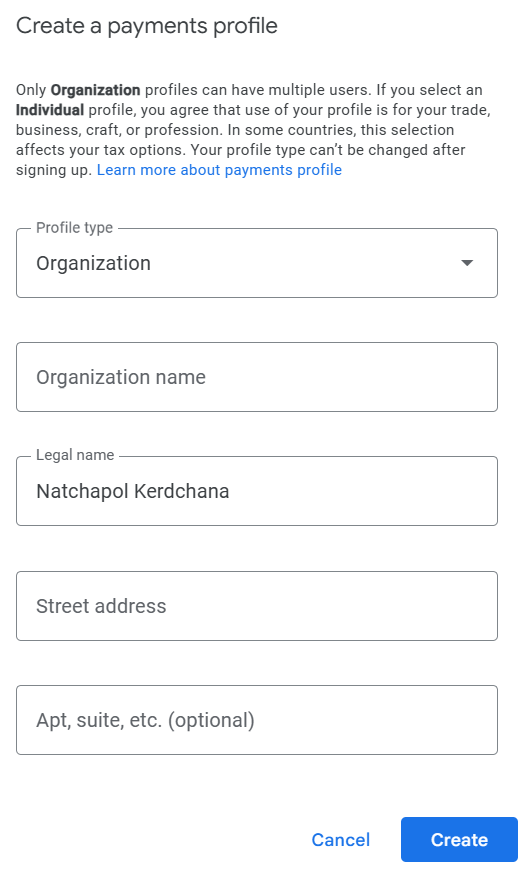 Create a payments profile
Only Organization profiles can have multiple users. If you select an
Individual profile, you agree that use of your profile is for your trade,
business, craft, or profession. In some countries, this selection
affects your tax options. Your profile type can’t be changed after
signing up. Learn more about payments profile
Profile type
Organization
Organization name
Legal name
Natchapol Kerdchana
Street address
Apt, suite, etc. (optional)
Cancel
Create